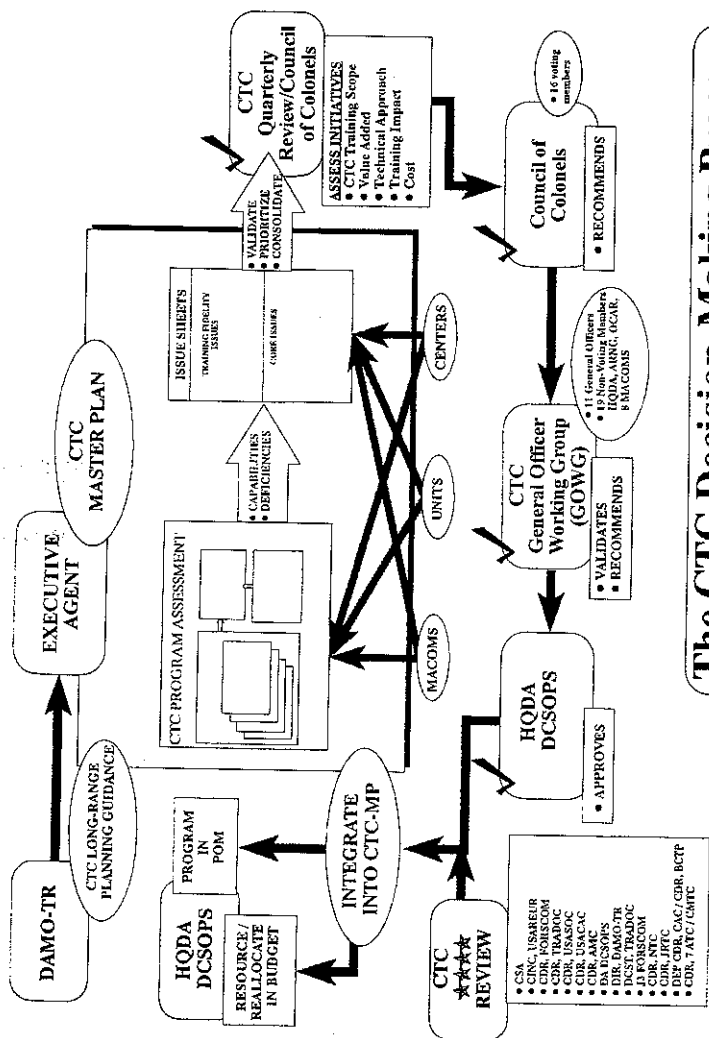 DAMO-TR
CTC LONG-RANGE
PLANNING GUIDANCE
EXECUTIVE
AGENT
CTC
MASTER PLAN
CTC PROGRAM ASSESSMENT
● CAPABILITIES
● DEFICIENCIES
ISSUE SHEETS
TRAINING FIDELITY
ISSUES
CORE ISSUES
● VALIDATE
● PRIORITIZE
● CONSOLIDATE
CTC
Quarterly
Review/Council
of Colonels
ASSESS INITIATIVES
● CTC Training Scope
● Value Added
● Technical Approach
● Training Impact
● Cost
MACOMS
UNITS
CENTERS
HQDA
DCSOPS
PROGRAM
IN
POM
RESOURCE /
REALLOCATE
IN BUDGET
INTEGRATE
INTO CTC-MP
CTC
★★★★
REVIEW
● CSA
● CINC, USAREUR
● CDR, FORSCOM
● CDR, TRADOC
● CDR, USASOC
● CDR, USACAC
● CDR, AMC
● DA DCSOPS
● DIR, DAMO-TR
● DCST, TRADOC
● J3 FORSCOM
● CDR, NTC
● CDR, JRTC
● DEP CDR, CAC / CDR, BCTP
● CDR, 7 ATC / CMTC
HQDA
DCSOPS
● APPROVES
CTC
General Officer
Working Group
(GOWG)
● VALIDATES
● RECOMMENDS
● 11 General Officers
● 19 Non-Voting Members
HQDA, ARNG, OCAR,
8 MACOMS
Council of
Colonels
● RECOMMENDS
● 16 voting
members
The CTC Decision-Making